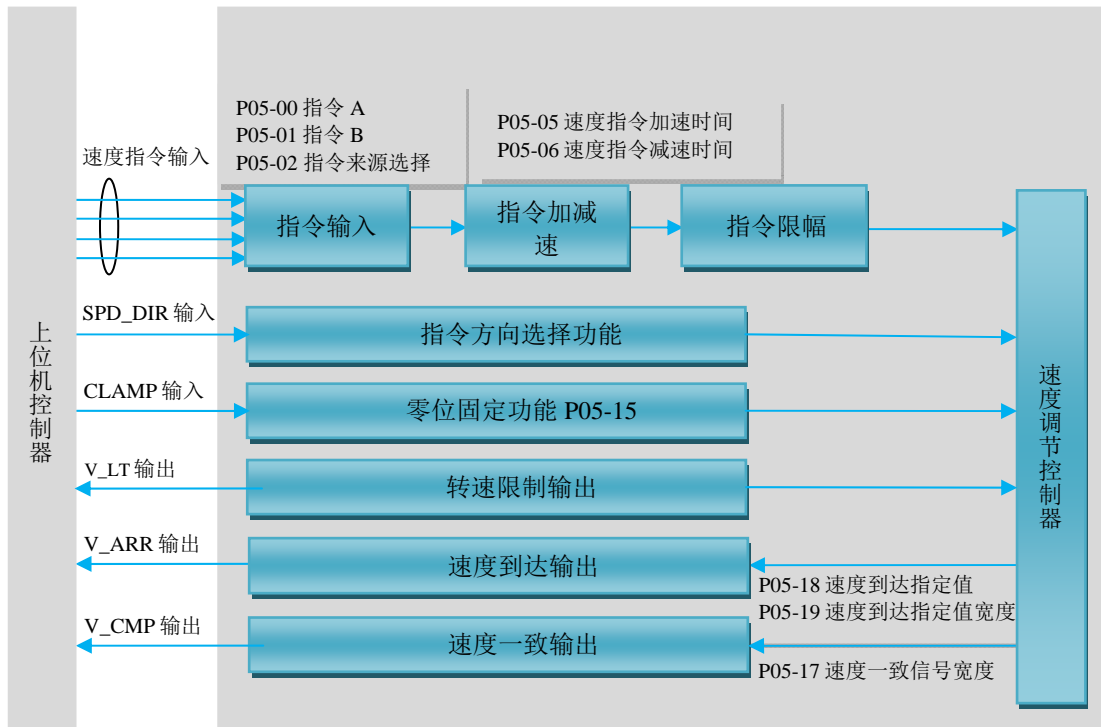 P05-00 指令 A
P05-01 指令 B
P05-02 指令来源选择
P05-05 速度指令加速时间
P05-06 速度指令减速时间
速度指令输入
指令输入
指令加减
速
指令限幅
SPD_DIR 输入
指令方向选择功能
CLAMP 输入
零位固定功能 P05-15
V_LT 输出
转速限制输出
V_ARR 输出
速度到达输出
P05-18 速度到达指定值
P05-19 速度到达指定值宽度
V_CMP 输出
速度一致输出
P05-17 速度一致信号宽度
上位机控制器
速度调节控制器